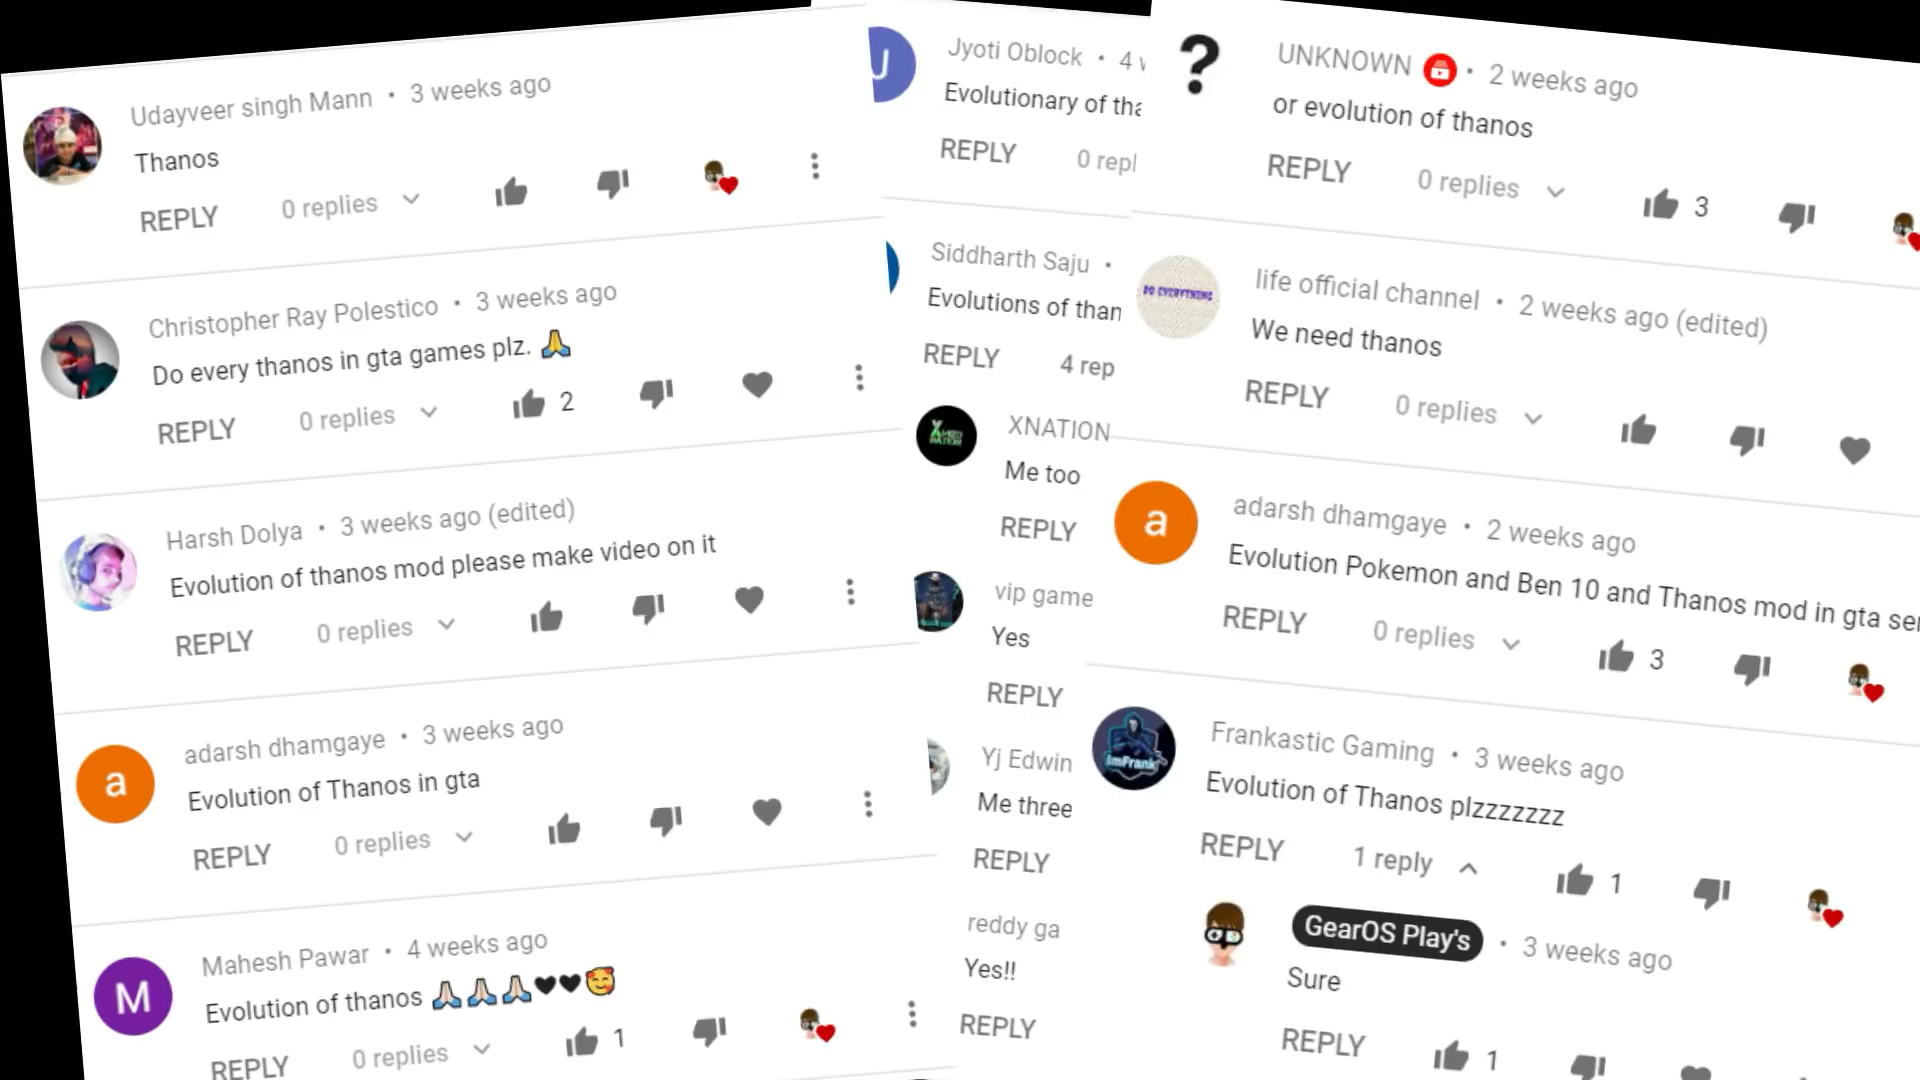 Udayveer singh Mann • 3 weeks ago
Thanos
REPLY 0 replies
Christopher Ray Polestico • 3 weeks ago
Do every thanos in gta games plz. 🙏
REPLY 0 replies 2
Harsh Dolya • 3 weeks ago (edited)
Evolution of thanos mod please make video on it
REPLY 0 replies
a
adarsh dhamgaye • 3 weeks ago
Evolution of Thanos in gta
REPLY 0 replies
M
Mahesh Pawar • 4 weeks ago
Evolution of thanos 🙏🏻🙏🏻🙏🏻🖤🖤🥰
REPLY 0 replies 1
J
Jyoti Oblock • 4
Evolutionary of
REPLY 0
Siddharth Saju •
Evolutions of
REPLY 4
XNATION
Me too
REPLY
vip game
Yes
REPLY
Yj Edwin
Me three
REPLY
reddy ga
Yes!!
REPLY
?
UNKNOWN • 2 weeks ago
or evolution of thanos
REPLY 0 replies 3
DO EVERYTHING
life official channel • 2 weeks ago (edited)
We need thanos
REPLY 0 replies
a
adarsh dhamgaye • 2 weeks ago
Evolution Pokemon and Ben 10 and Thanos mod in gta
REPLY 0 replies 3
ImFrank
Frankastic Gaming • 3 weeks ago
Evolution of Thanos plzzzzzzz
REPLY 1 reply 1
GearOS Play's • 3 weeks ago
Sure
REPLY 1